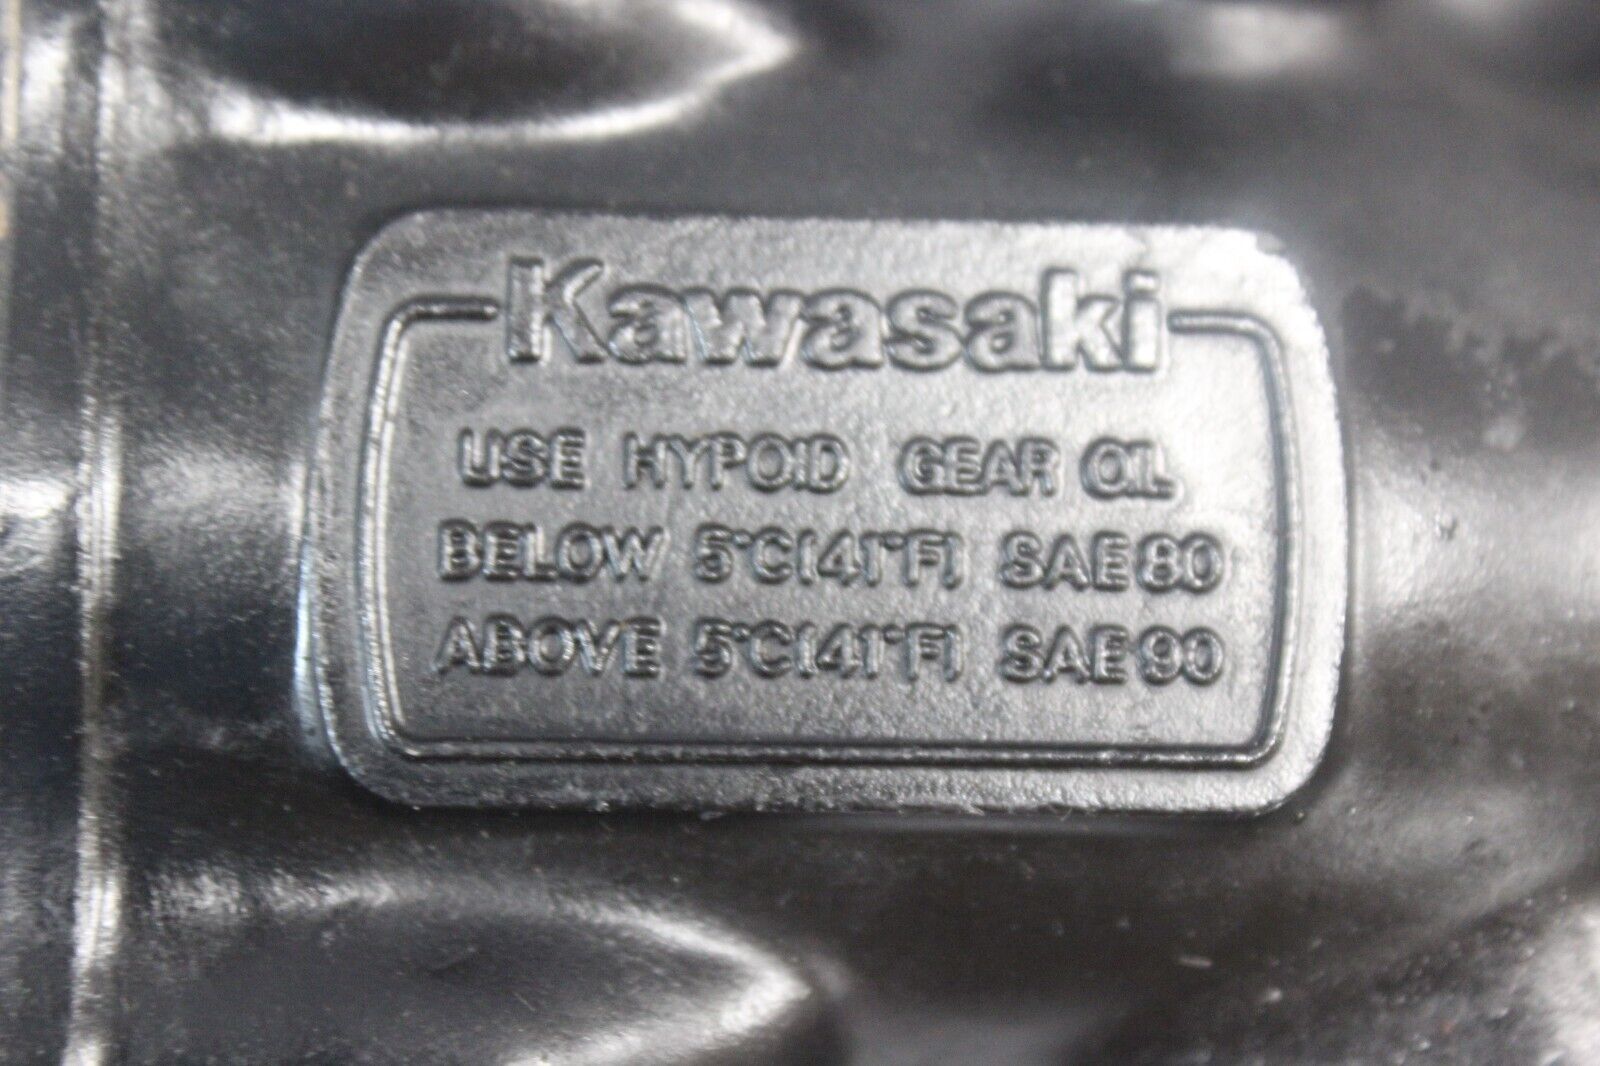 Kawasaki
USE HYPOID GEAR OIL
BELOW 5°C(41°F) SAE80
ABOVE 5°C(41°F) SAE90